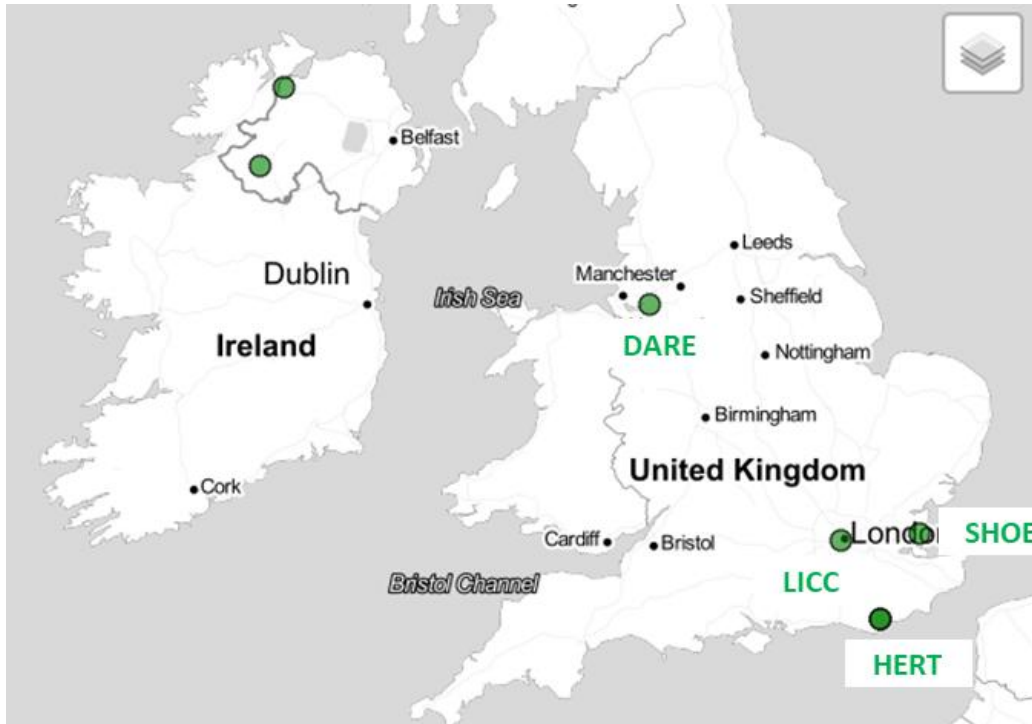 Belfast
Leeds
Dublin
Manchester
Irish Sea
Sheffield
Ireland
DARE
Nottingham
Birmingham
United Kingdom
Cork
Cardiff
Bristol
Londo
SHOE
LICC
Bristol Channel
HERT